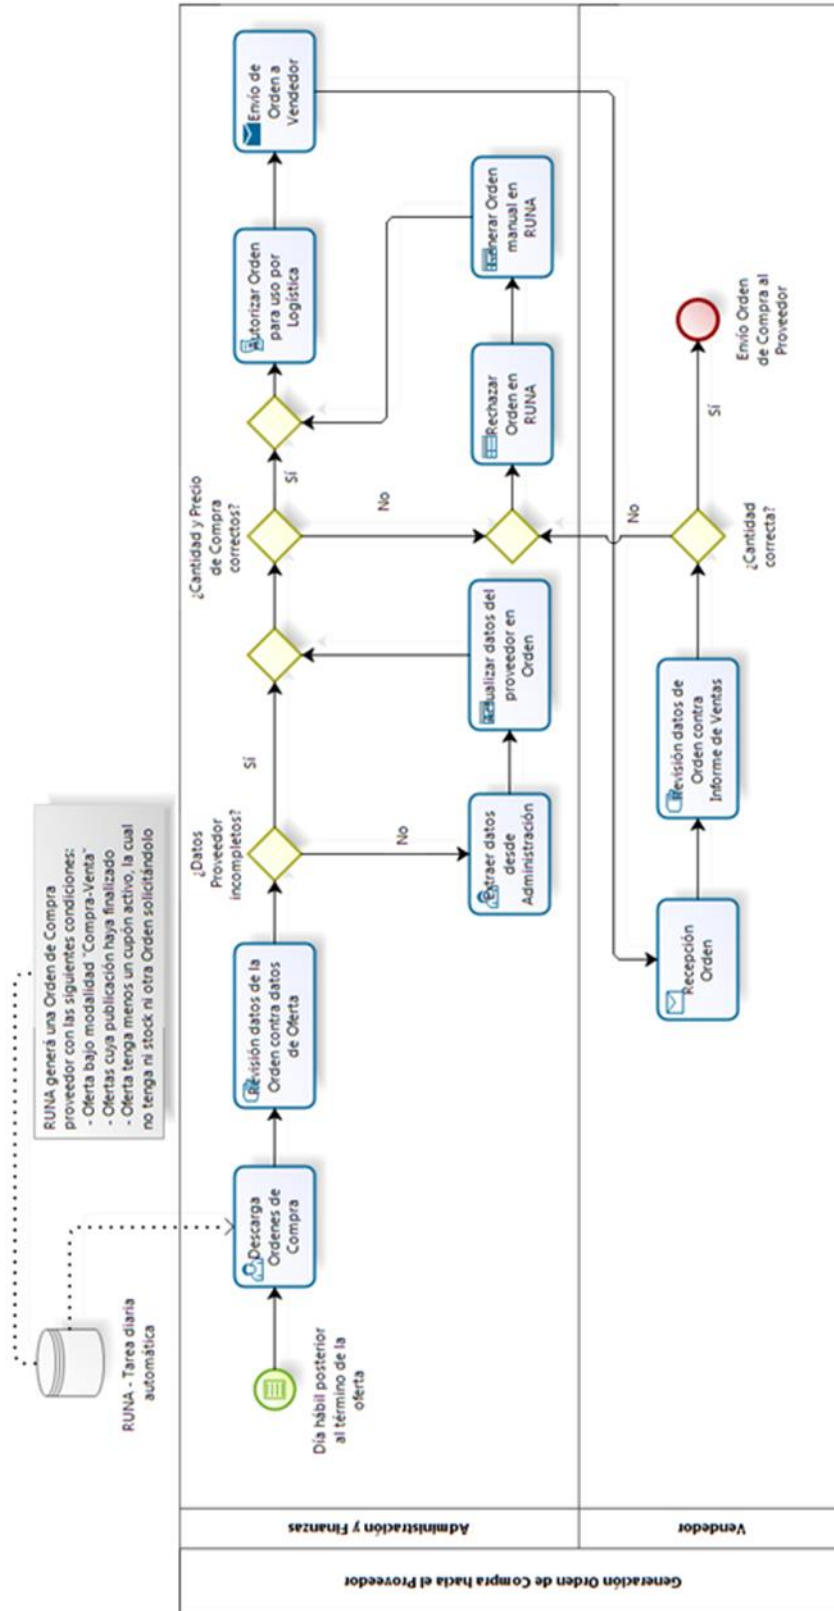 Generación Orden de Compra hacia el Proveedor
Administración y Finanzas
Vendedor
RUNA - Tarea diaria
automática
RUNA generá una Orden de Compra
proveedor con las siguientes condiciones:
- Oferta bajo modalidad "Compra-Venta"
- Ofertas cuya publicación haya finalizado
- Oferta tenga menos un cupón activo, la cual
no tenga ni stock ni otra Orden solicitándolo
Día hábil posterior
al término de la
oferta
Descarga
Ordenes de
Compra
Revisión datos de la
Orden contra datos
de Oferta
¿Datos
Proveedor
incompletos?
Sí
No
Extraer datos
desde
Administración
Actualizar datos del
proveedor en
Orden
¿Cantidad y Precio
de Compra
correctos?
Sí
No
Rechazar
Orden en
RUNA
Generar Orden
manual en
RUNA
Autorizar Orden
para uso por
Logística
Envío de
Orden a
Vendedor
Recepción
Orden
Revisión datos de
Orden contra
Informe de Ventas
¿Cantidad
correcta?
No
Sí
Envío Orden
de Compra al
Proveedor